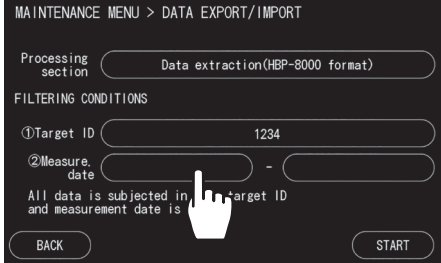 MAINTENANCE MENU > DATA EXPORT/IMPORT
Processing section
Data extraction(HBP-8000 format)
FILTERING CONDITIONS
①Target ID
1234
②Measure. date
-
All data is subjected in target ID
and measurement date is
BACK
START